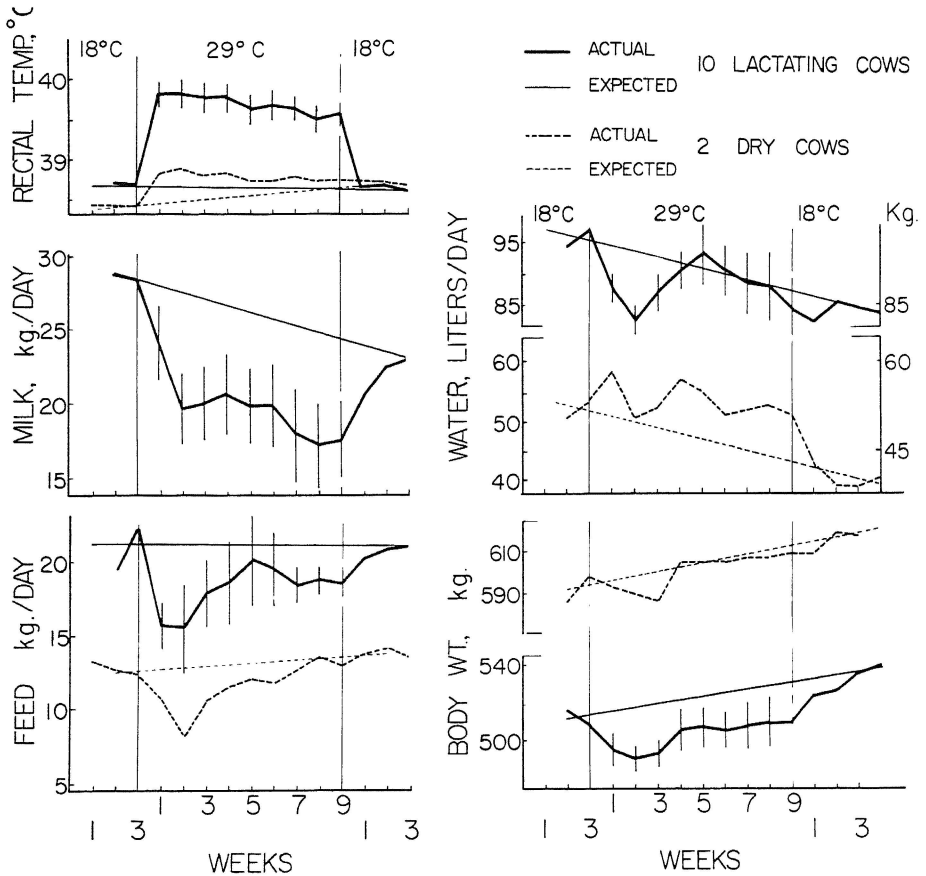 RECTAL TEMP.,°C
18°C 29°C 18°C
40
39
38
MILK, kg./DAY
30
25
20
15
FEED kg./DAY
20
15
10
5
1 3 5 7 9
1 3 1 3
WEEKS
ACTUAL
EXPECTED
10 LACTATING COWS
ACTUAL
EXPECTED
2 DRY COWS
WATER, LITERS/DAY
18°C 29°C 18°C Kg.
95
85 85
60 60
50
45
40
BODY WT., kg.
610
590
540
500
1 3 5 7 9
1 3 1 3
WEEKS